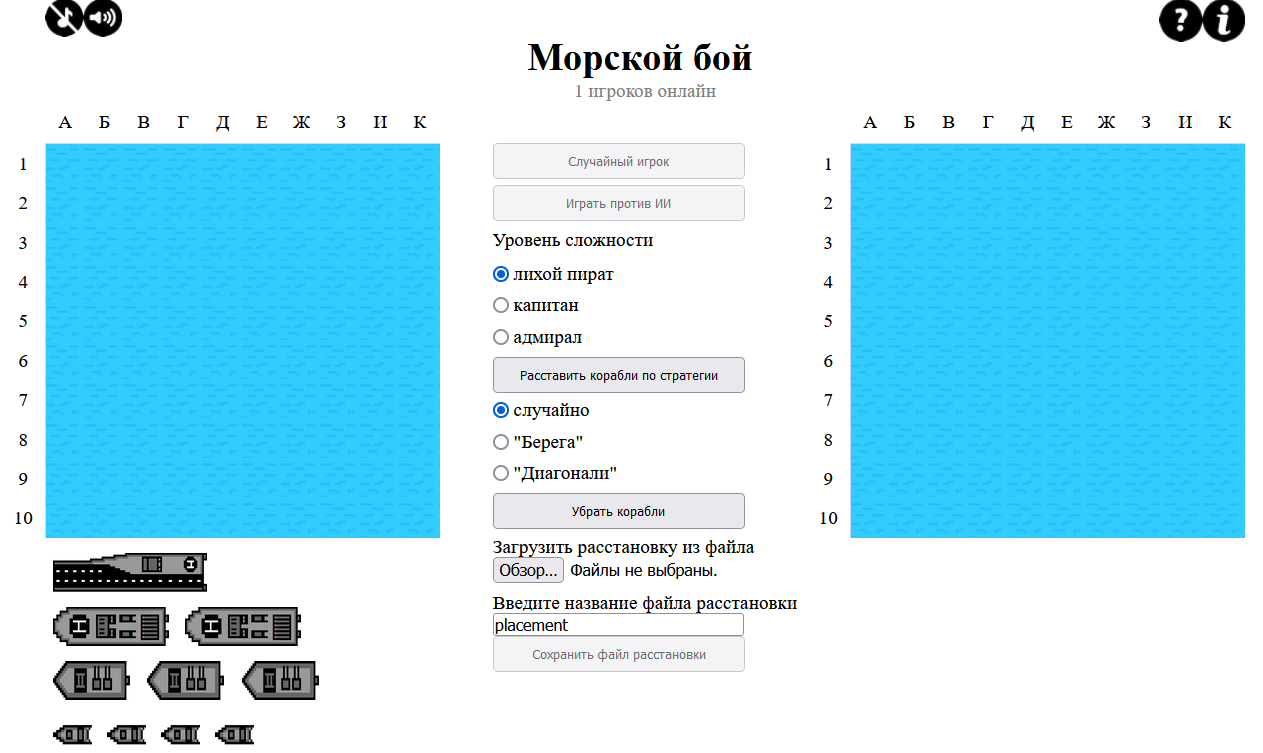 Морской бой
1 игроков онлайн
А Б В Г Д Е Ж З И К
1
2
3
4
5
6
7
8
9
10
Случайный игрок
Играть против ИИ
Уровень сложности
лихой пират
капитан
адмирал
Расставить корабли по стратегии
случайно
"Берега"
"Диагонали"
Убрать корабли
Загрузить расстановку из файла
Обзор... Файлы не выбраны.
Введите название файла расстановки
placement
Сохранить файл расстановки
А Б В Г Д Е Ж З И К
1
2
3
4
5
6
7
8
9
10